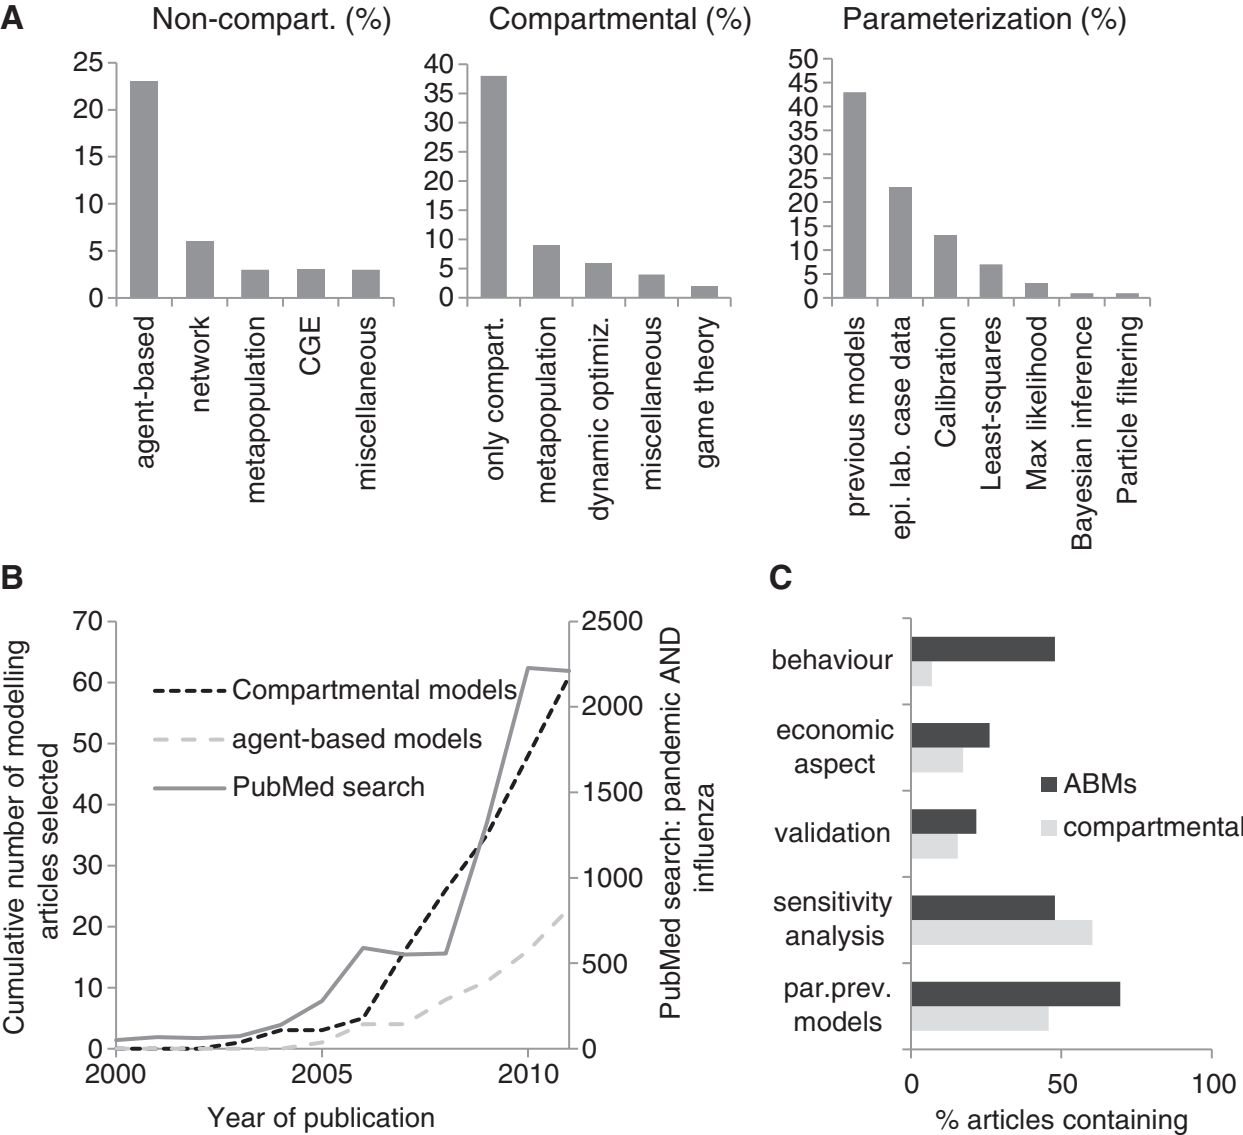 A
Non-compart. (%)
25
20
15
10
5
0
agent-based
network
metapopulation
CGE
miscellaneous
Compartmental (%)
40
35
30
25
20
15
10
5
0
only compart.
metapopulation
dynamic optimiz.
miscellaneous
game theory
Parameterization (%)
50
45
40
35
30
25
20
15
10
5
0
previous models
epi. lab. case data
Calibration
Least-squares
Max likelihood
Bayesian inference
Particle filtering
B
Cumulative number of modelling
articles selected
70
60
50
40
30
20
10
0
Compartmental models
agent-based models
PubMed search
2500
2000
1500
1000
500
0
PubMed search: pandemic AND
influenza
2000
2005
2010
Year of publication
C
behaviour
economic
aspect
validation
sensitivity
analysis
par.prev.
models
ABMs
compartmental
0
50
100
% articles containing